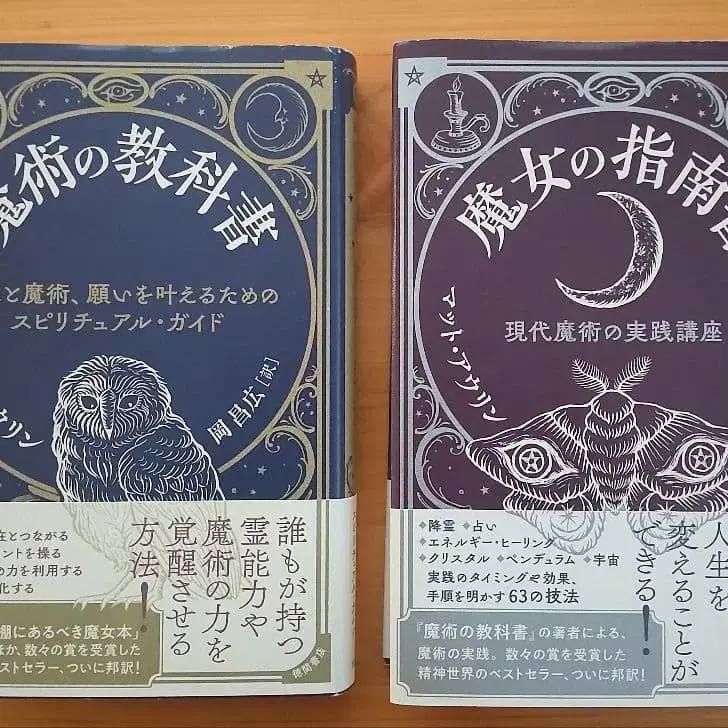 魔術の教科書
と魔術、願いを叶えるための
スピリチュアル・ガイド
ウリン
岡昌広[訳]
誰もが持つ
霊能力や
魔術の力を
覚醒させる
方法!
在とつながる
ントを操る
の力を利用する
化する
棚にあるべき魔女本」
ほか、数々の賞を受賞した
ベストセラー、ついに邦訳!
徳間書店
魔女の指南
マット・アウリン
現代魔術の実践講座
人生を
変えることが
できる!
降霊 占い
エネルギー・ヒーリング
クリスタル ペンデュラム 宇宙
実践のタイミングや効果、
手順を明かす63の技法
『魔術の教科書』の著者による、
魔術の実践。数々の賞を受賞した
精神世界のベストセラー、ついに邦訳!